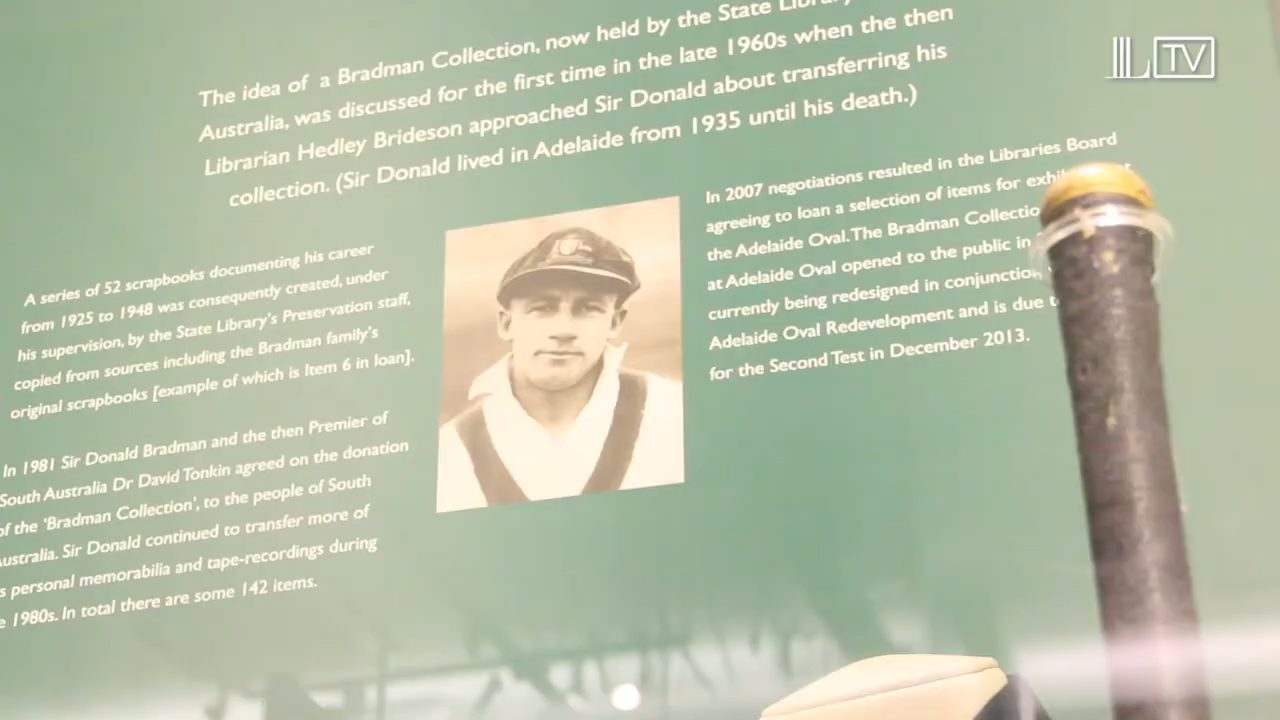 The idea of a Bradman Collection, now held by the State
Australia, was discussed for the first time in the late 1960s when the then
Librarian Hedley Brideson approached Sir Donald about transferring his
collection. (Sir Donald lived in Adelaide from 1935 until his death.)
A series of 52 scrapbooks documenting his career
from 1925 to 1948 was consequently created, under
his supervision, by the State Library's Preservation staff,
copied from sources including the Bradman family's
original scrapbooks [example of which is Item 6 in loan].
In 1981 Sir Donald Bradman and the then Premier of
South Australia Dr David Tonkin agreed on the donation
of the 'Bradman Collection', to the people of South
Australia. Sir Donald continued to transfer more of
personal memorabilia and tape-recordings during
1980s. In total there are some 142 items.
In 2007 negotiations resulted in the Libraries Board
agreeing to loan a selection of items for
the Adelaide Oval. The Bradman
at Adelaide Oval opened to the public in
currently being redesigned in conjunction
Adelaide Oval Redevelopment and is due
for the Second Test in December 2013.
TV